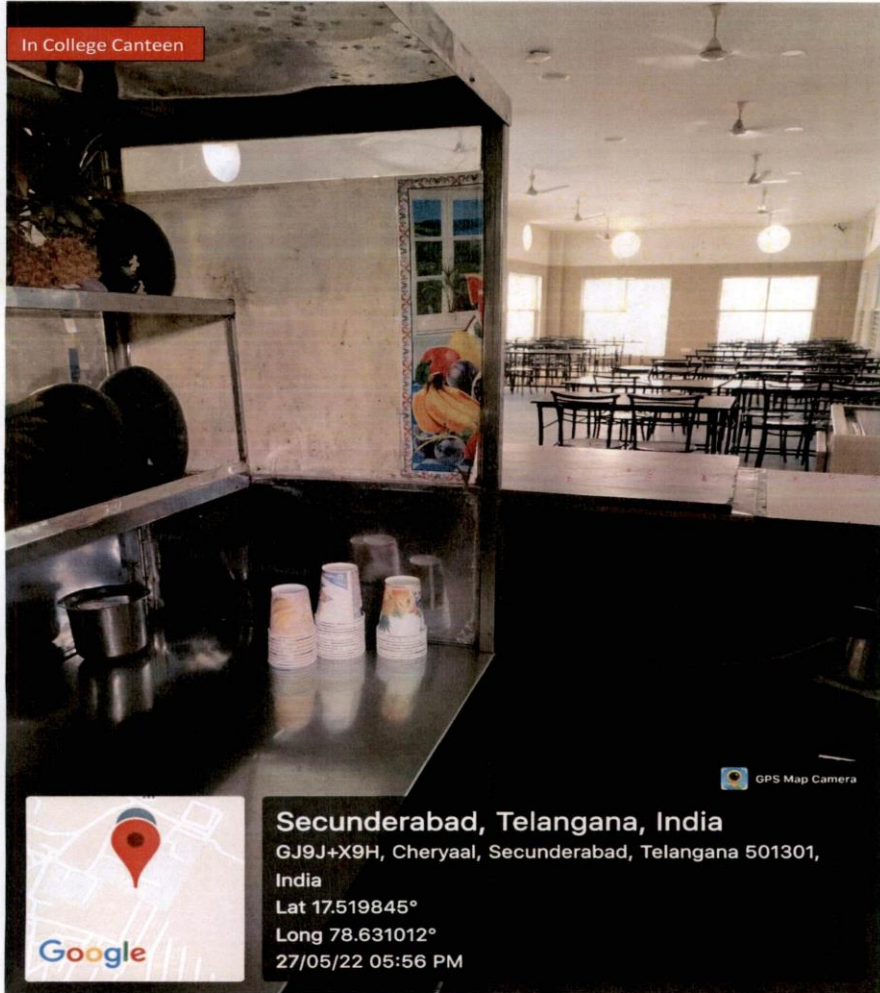 In College Canteen
GPS Map Camera
Secunderabad, Telangana, India
GJ9J+X9H, Cheryaal, Secunderabad, Telangana 501301,
India
Lat 17.519845°
Long 78.631012°
27/05/22 05:56 PM
Google